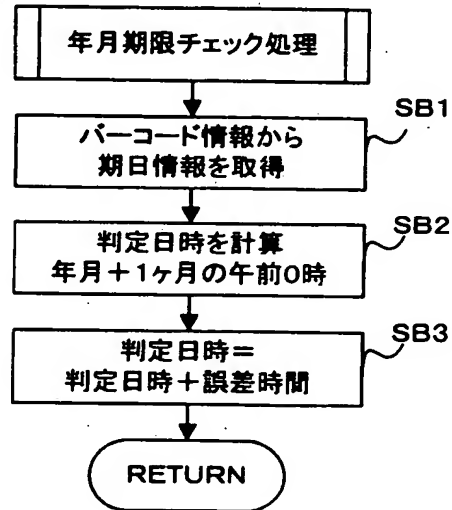 年月期限チェック処理
SB1
バーコード情報から
期日情報を取得
SB2
判定日時を計算
年月+1ヶ月の午前0時
SB3
判定日時=
判定日時+誤差時間
RETURN